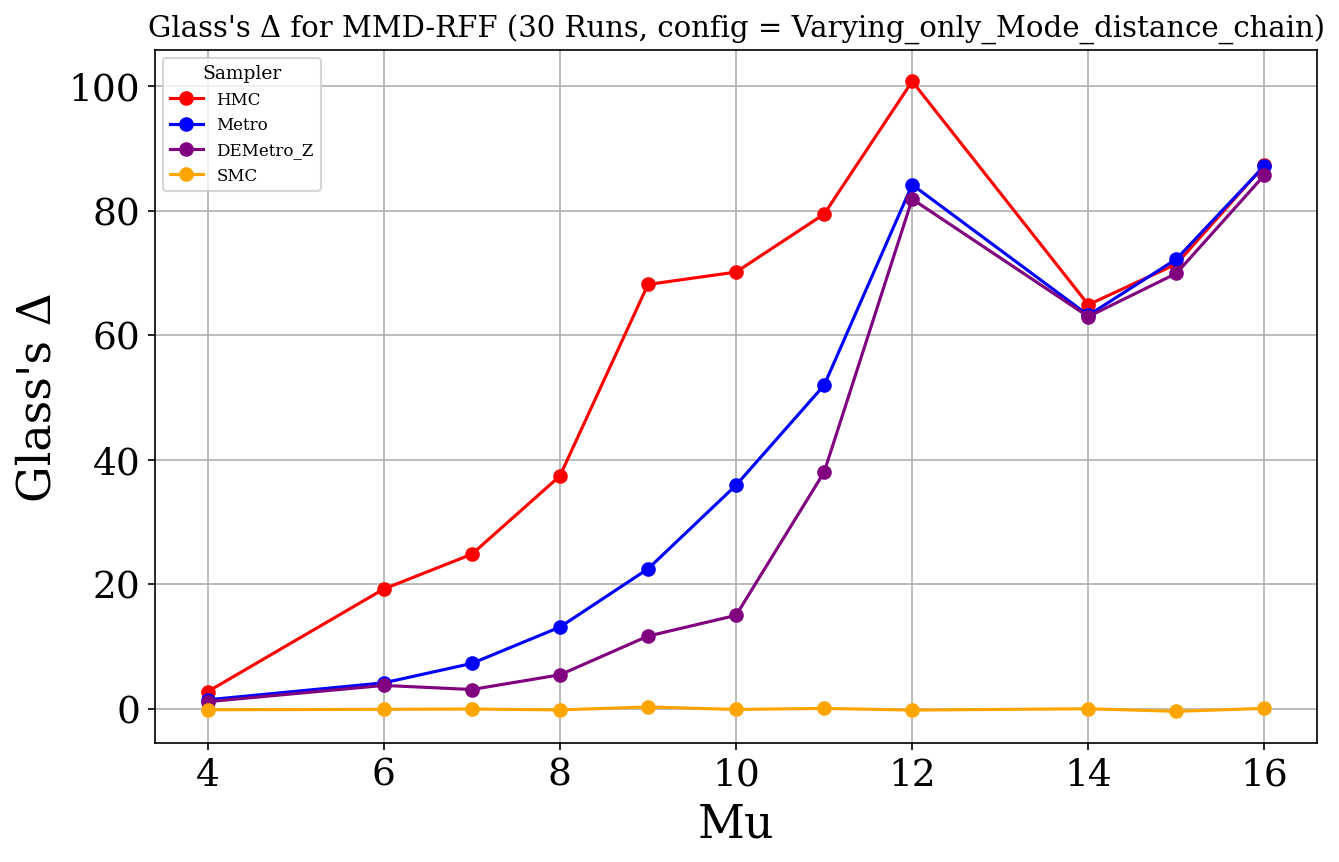 Glass's Δ for MMD-RFF (30 Runs, config = Varying_only_Mode_distance_chain)
Sampler
HMC
Metro
DEMetro_Z
SMC
100
80
60
40
20
0
Glass's Δ
4 6 8 10 12 14 16
Mu